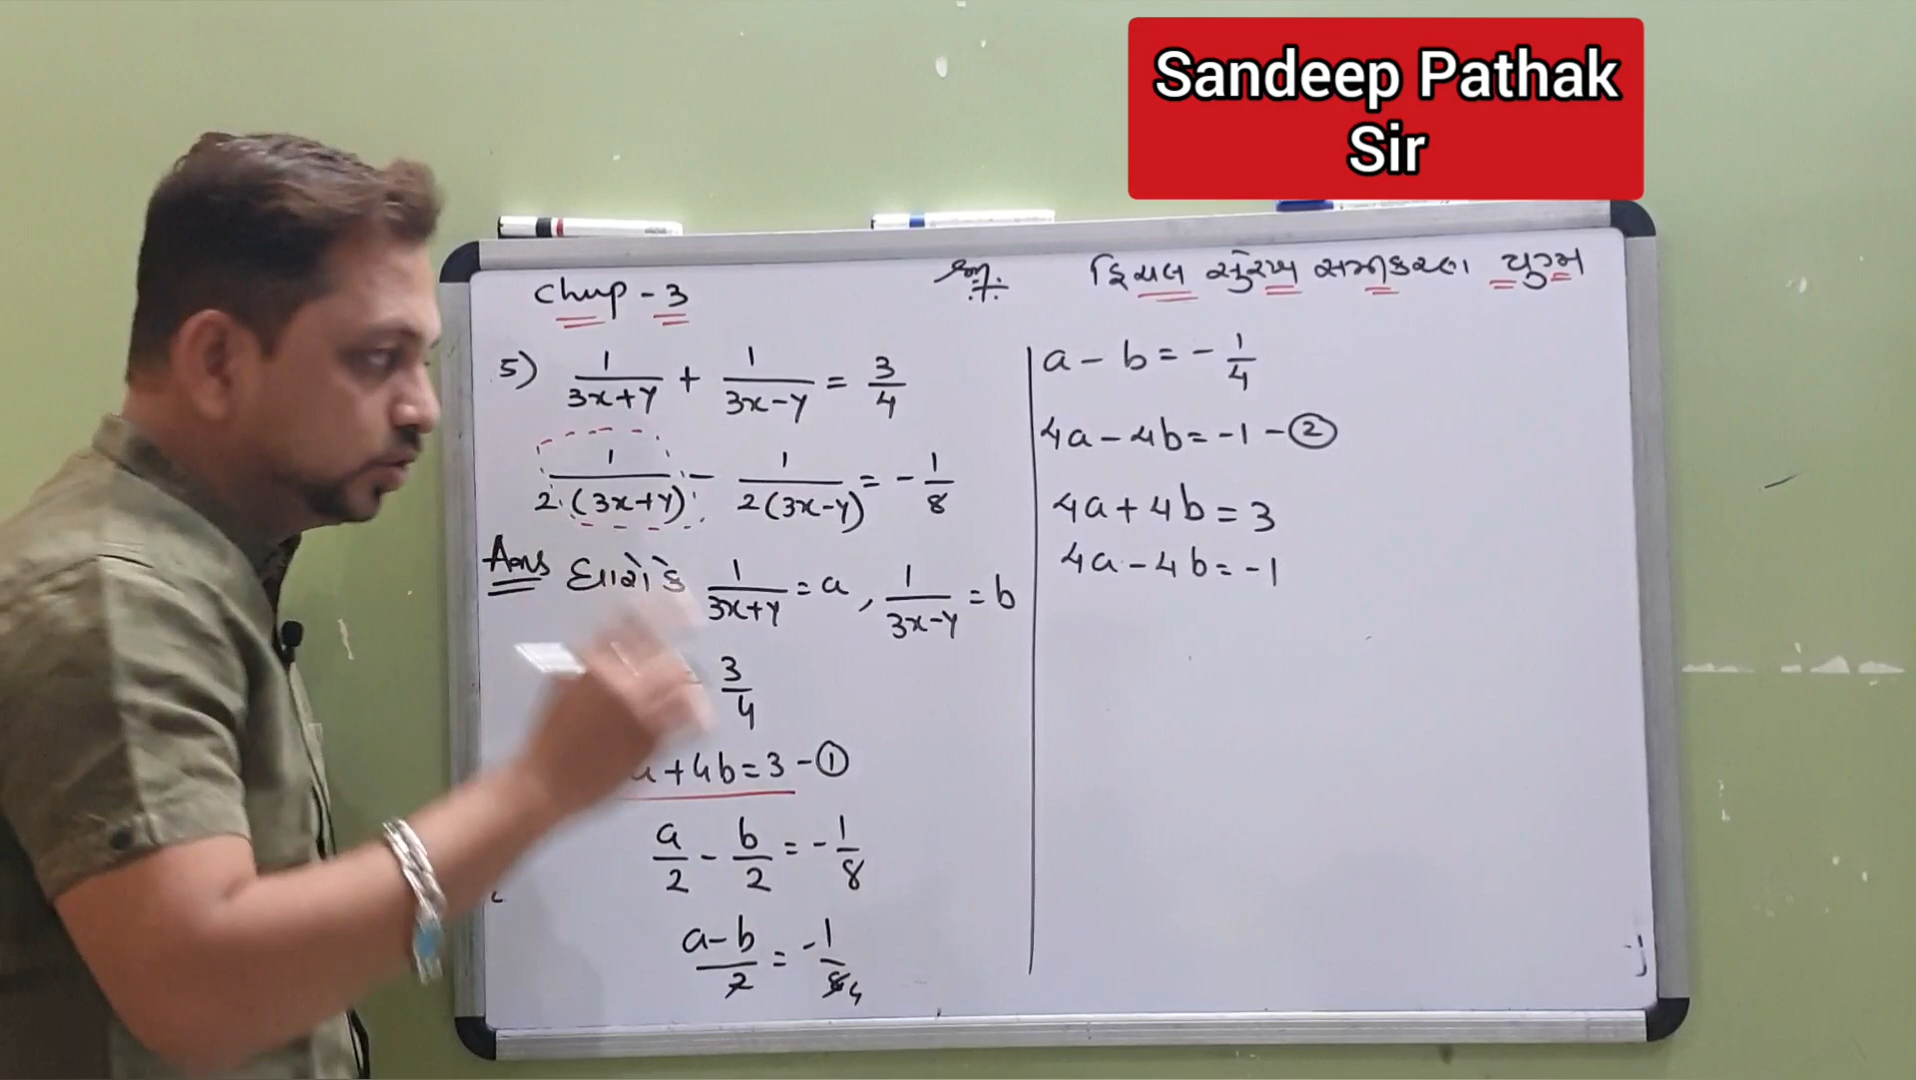 Sandeep Pathak
Sir
Chap - 3
દ્વિચલ સુરેખ સમીકરણ યુગ્મ
5) 1/(3x+y) + 1/(3x-y) = 3/4
1/(2.(3x+y)) - 1/(2(3x-y)) = -1/8
Ans ધારો કે 1/(3x+y) = a, 1/(3x-y) = b
3/4
a+4b=3-①
a/2 - b/2 = -1/8
(a-b)/2 = -1/8 4
a - b = -1/4
4a - 4b = -1 - ②
4a + 4b = 3
4a - 4b = -1